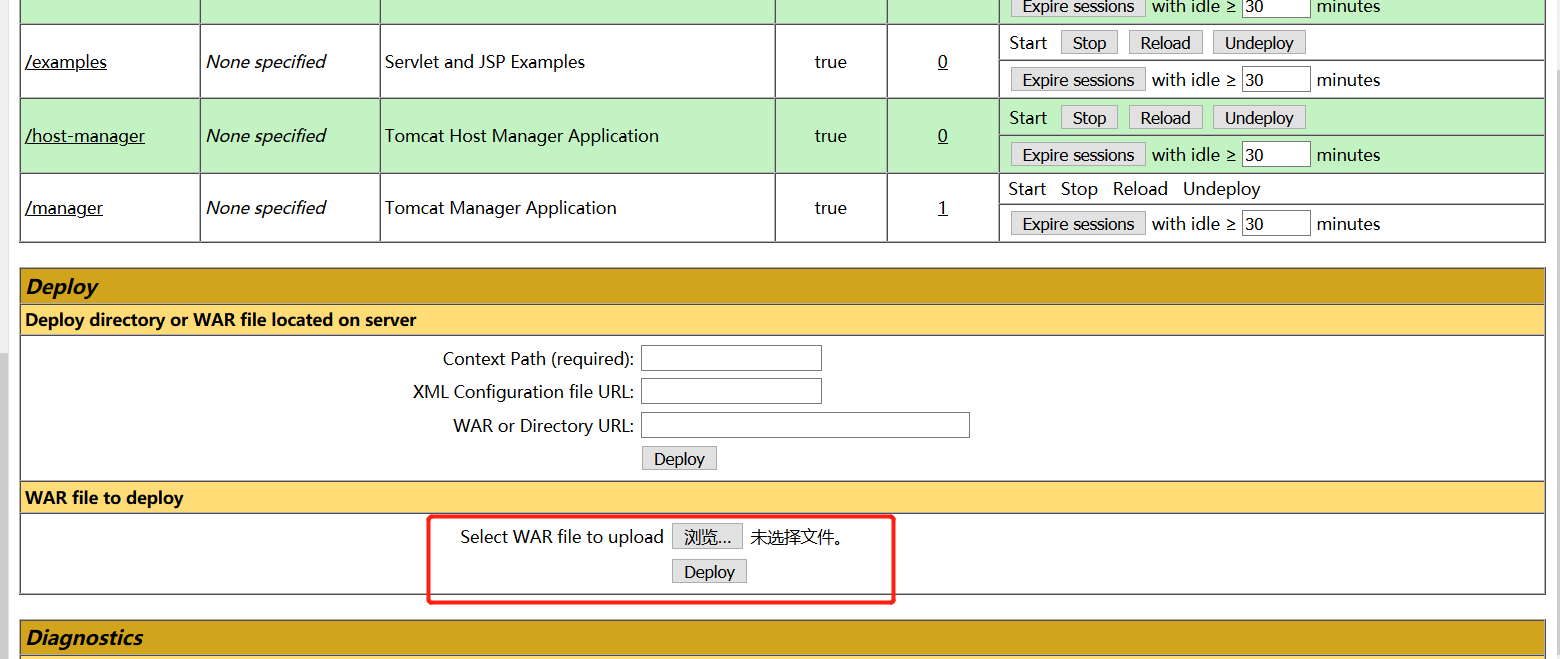 Expire sessions with idle ≥ 30 minutes
/examples None specified Servlet and JSP Examples true 0 Start Stop Reload Undeploy
Expire sessions with idle ≥ 30 minutes
/host-manager None specified Tomcat Host Manager Application true 0 Start Stop Reload Undeploy
Expire sessions with idle ≥ 30 minutes
/manager None specified Tomcat Manager Application true 1 Start Stop Reload Undeploy
Expire sessions with idle ≥ 30 minutes
Deploy
Deploy directory or WAR file located on server
Context Path (required):
XML Configuration file URL:
WAR or Directory URL:
Deploy
WAR file to deploy
Select WAR file to upload 浏览... 未选择文件。
Deploy
Diagnostics